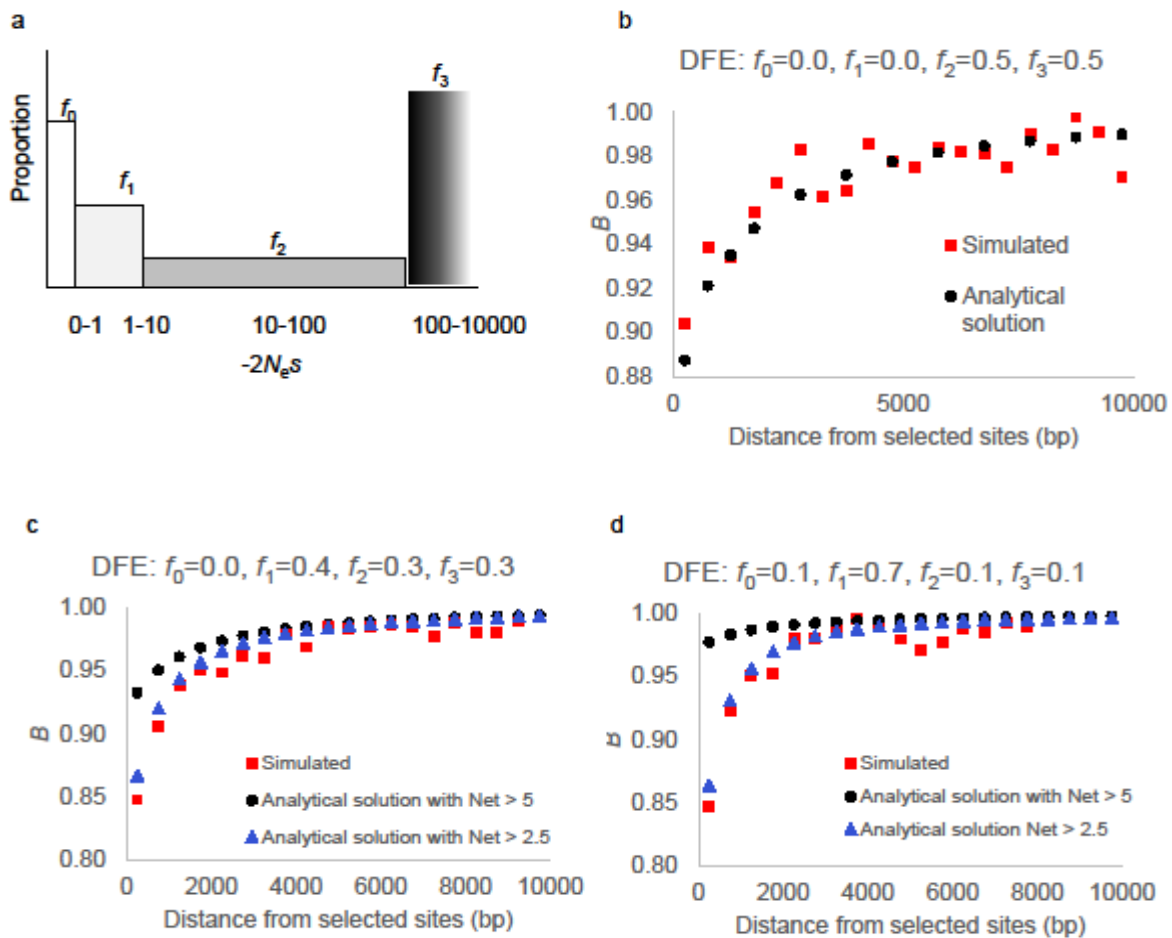 a
Proportion
f0
f1
f2
f3
0-1 1-10 10-100 100-10000
-2Nes
b
DFE: f0=0.0, f1=0.0, f2=0.5, f3=0.5
1.00
0.98
0.96
0.94
0.92
0.90
0.88
B
Simulated
Analytical
solution
0 5000 10000
Distance from selected sites (bp)
c
DFE: f0=0.0, f1=0.4, f2=0.3, f3=0.3
1.00
0.95
0.90
0.85
0.80
B
Simulated
Analytical solution with Net > 5
Analytical solution with Net > 2.5
0 2000 4000 6000 8000 10000
Distance from selected sites (bp)
d
DFE: f0=0.1, f1=0.7, f2=0.1, f3=0.1
1.00
0.95
0.90
0.85
0.80
B
Simulated
Analytical solution with Net > 5
Analytical solution Net > 2.5
0 2000 4000 6000 8000 10000
Distance from selected sites (bp)